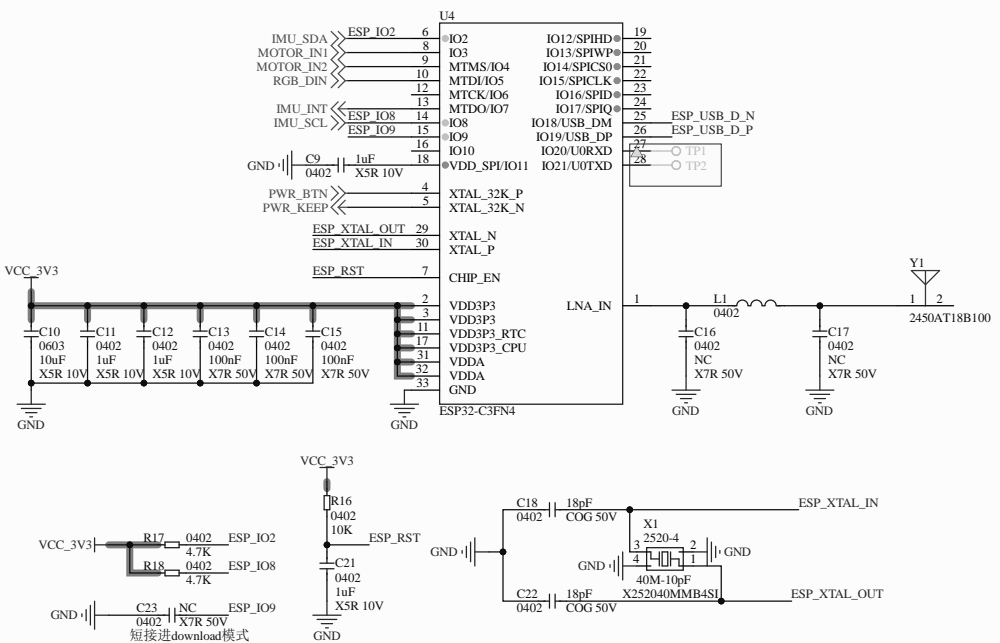 U4
IMU_SDA ESP_IO2 6 IO2 IO12/SPIHD 19
MOTOR_IN1 8 IO3 IO13/SPIWP 20
MOTOR_IN2 9 MTMS/IO4 IO14/SPICS0 21
RGB_DIN 10 MTDI/IO5 IO15/SPICLK 22
12 MTCK/IO6 IO16/SPID 23
IMU_INT 13 MTDO/IO7 IO17/SPIQ 24
IMU_SCL ESP_IO8 14 IO8 IO18/USB_DM 25 ESP_USB_D_N
ESP_IO9 15 IO9 IO19/USB_DP 26 ESP_USB_D_P
16 IO10 IO20/U0RXD 27 TP1
GND C9 0402 1uF X5R 10V 18 VDD_SPI/IO11 IO21/U0TXD 28 TP2
PWR_BTN 4 XTAL_32K_P
PWR_KEEP 5 XTAL_32K_N
ESP_XTAL_OUT 29 XTAL_N
ESP_XTAL_IN 30 XTAL_P
ESP_RST 7 CHIP_EN
VCC_3V3
2 VDD3P3 LNA_IN 1
3 VDD3P3
11 VDD3P3_RTC
17 VDD3P3_CPU
31 VDDA
32 VDDA
33 GND
ESP32-C3FN4
GND
C10 C11 C12 C13 C14 C15
0603 0402 0402 0402 0402 0402
10uF 1uF 1uF 100nF 100nF 100nF
X5R 10V X5R 10V X5R 10V X7R 50V X7R 50V X7R 50V
GND
L1
0402
Y1
1 2
2450AT18B100
C16 C17
0402 0402
NC NC
X7R 50V X7R 50V
GND GND
VCC_3V3 R17 0402 4.7K ESP_IO2
R18 0402 4.7K ESP_IO8
GND C23 0402 NC X7R 50V ESP_IO9
短接进download模式
VCC_3V3
R16
0402
10K
ESP_RST
C21
0402
1uF
X5R 10V
GND
C18 18pF ESP_XTAL_IN
0402 COG 50V
X1
2520-4
GND 3 2 GND
GND 4 1
40M-10pF
X252040MMB4SI
C22 18pF ESP_XTAL_OUT
0402 COG 50V